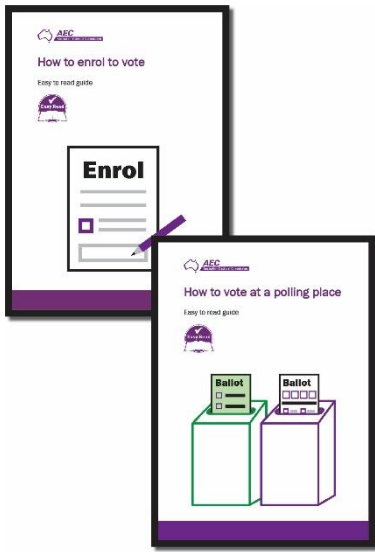 AEC
How to enrol to vote
Easy to read guide
Easy Read
Enrol
AEC
How to vote at a polling place
Easy to read guide
Easy Read
Ballot
Ballot